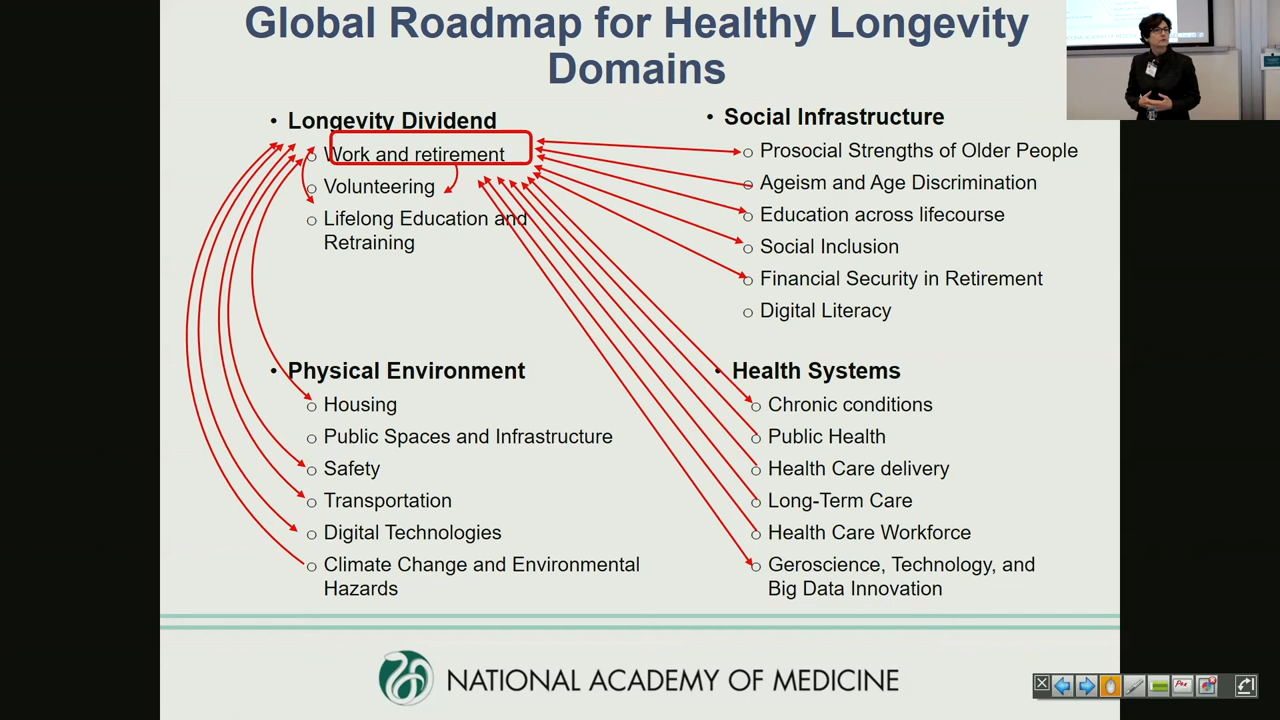 Global Roadmap for Healthy Longevity
Domains
• Longevity Dividend
Work and retirement
Volunteering
Lifelong Education and
Retraining
• Social Infrastructure
Prosocial Strengths of Older People
Ageism and Age Discrimination
Education across lifecourse
Social Inclusion
Financial Security in Retirement
Digital Literacy
• Physical Environment
Housing
Public Spaces and Infrastructure
Safety
Transportation
Digital Technologies
Climate Change and Environmental
Hazards
• Health Systems
Chronic conditions
Public Health
Health Care delivery
Long-Term Care
Health Care Workforce
Geroscience, Technology, and
Big Data Innovation
NATIONAL ACADEMY OF MEDICINE